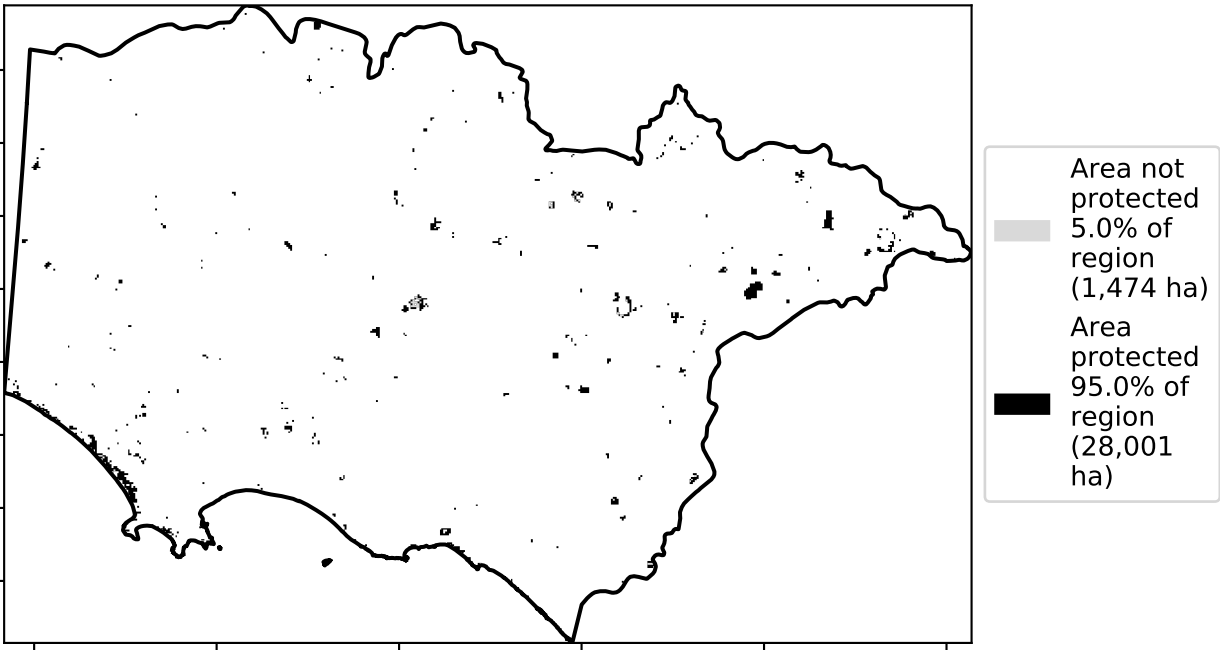 Area not
protected
5.0% of
region
(1,474 ha)
Area
protected
95.0% of
region
(28,001
ha)